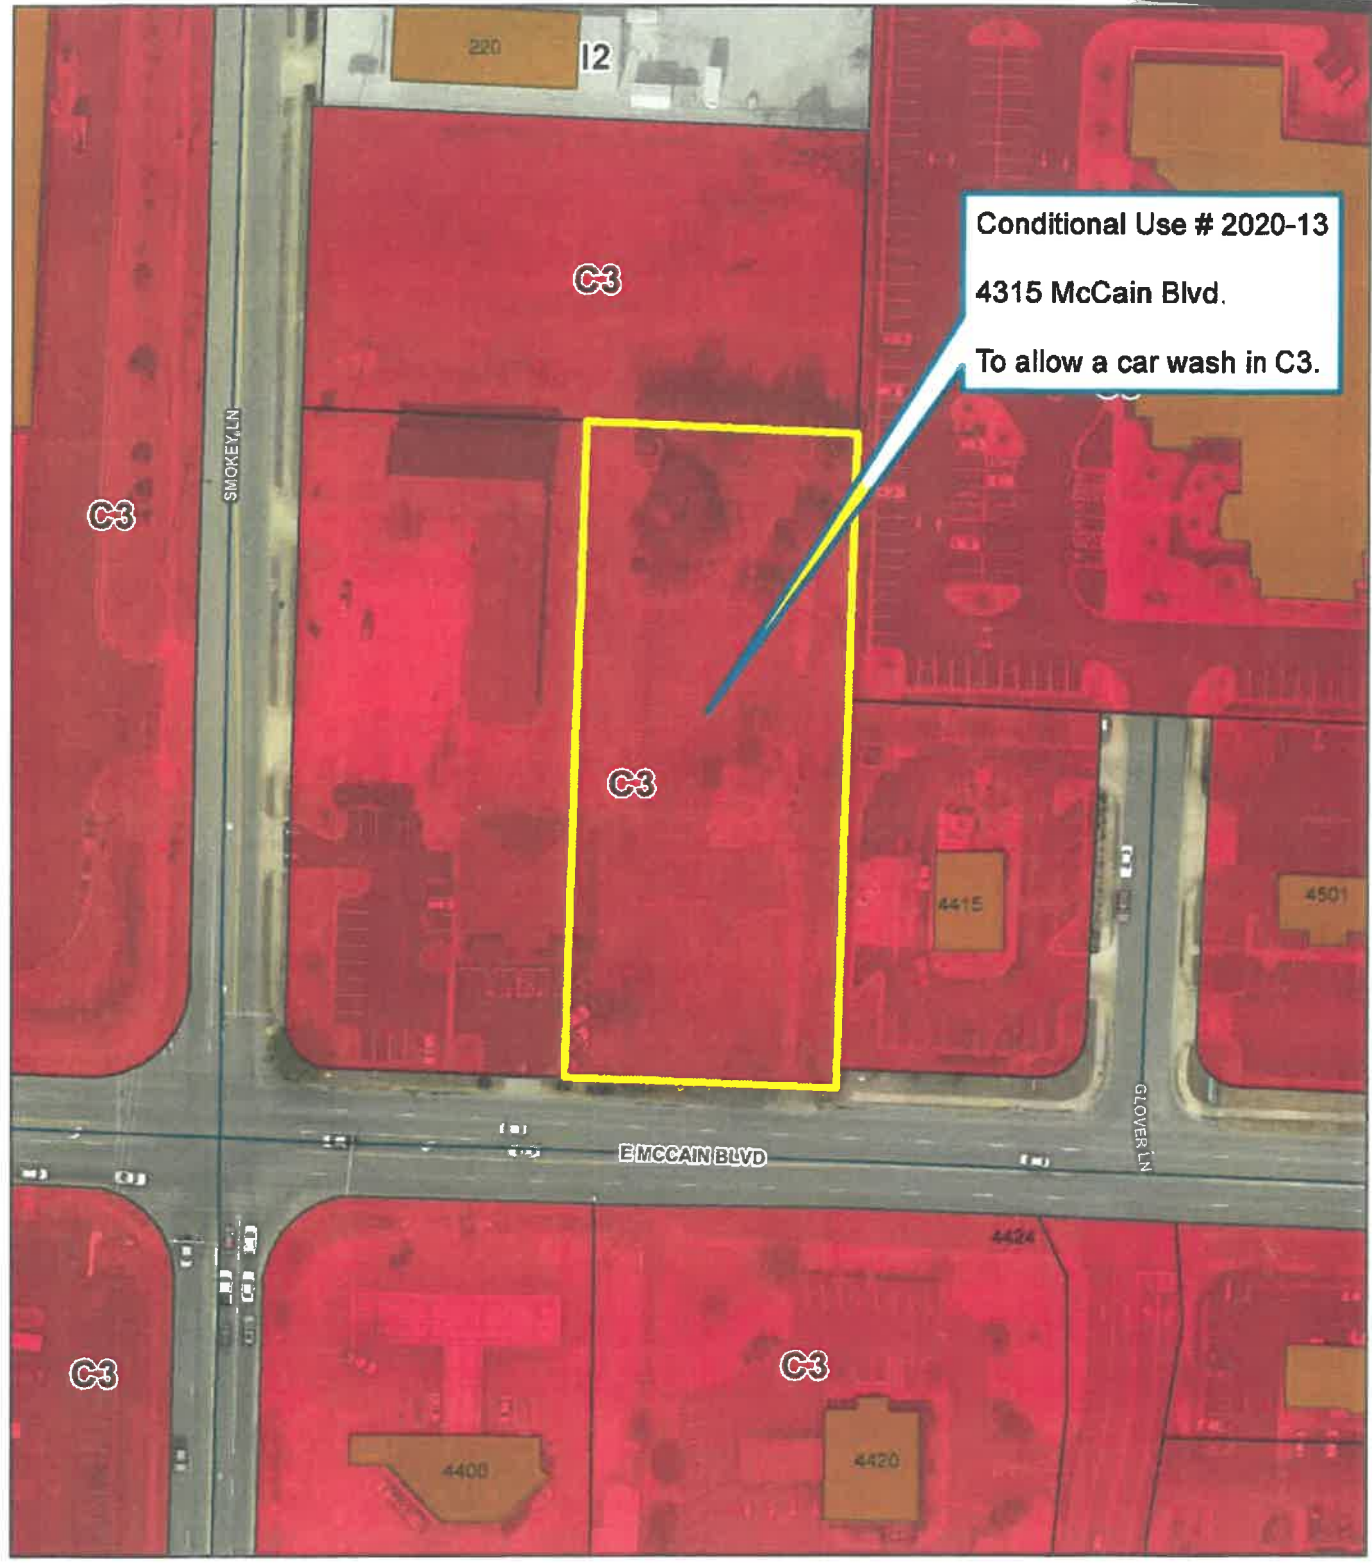 220
I2
C3
Conditional Use # 2020-13
4315 McCain Blvd.
To allow a car wash in C3.
SMOKEY LN
C3
C3
4415
4501
GLOVER LN
E MCCAIN BLVD
4424
C3
C3
4400
4420